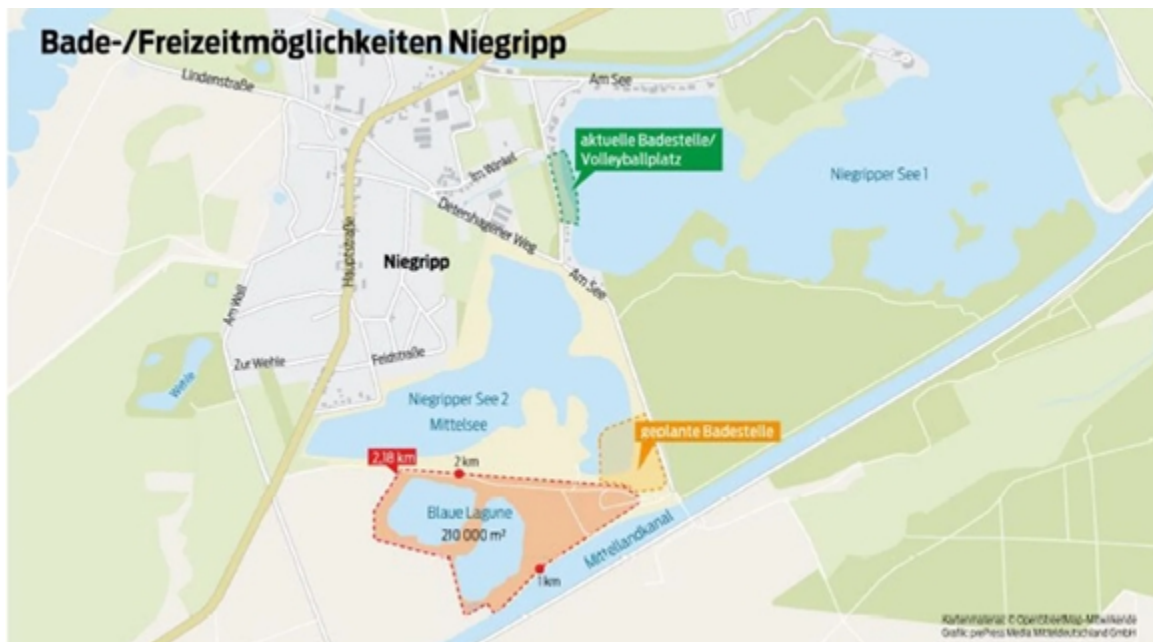 Bade-/Freizeitmöglichkeiten Niegripp
Lindenstraße
Am See
aktuelle Badestelle/
Volleyballplatz
Im Winkel
Niegripper See 1
Detershagener Weg
Hauptstraße
Niegripp
Am See
Am Wall
Zur Wehle
Feldstraße
Wehle
Niegripper See 2
Mittelsee
geplante Badestelle
2,18 km
2 km
Blaue Lagune
210 000 m²
Mittellandkanal
1 km
Kartenmaterial: © OpenStreetMap-Mitwirkende
Grafik: prePress Media Mitteldeutschland GmbH